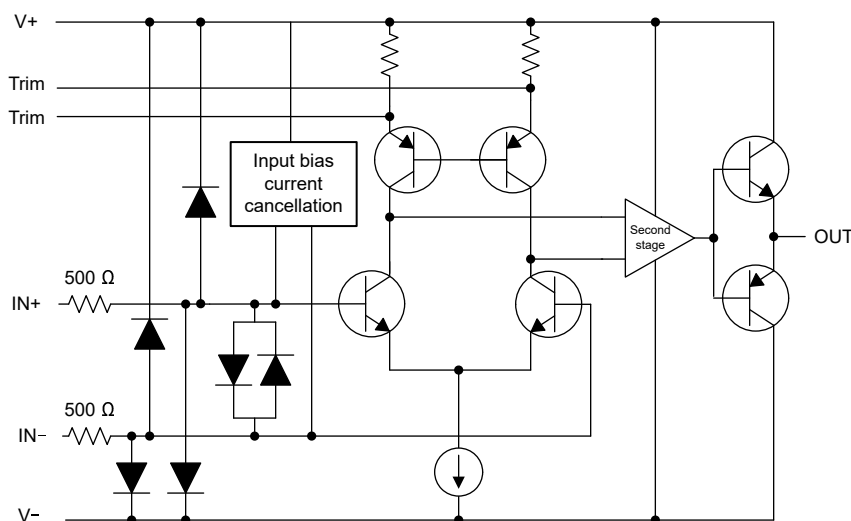 V+
Trim
Trim
Input bias
current
cancellation
Second
stage
OUT
500 Ω
IN+
500 Ω
IN−
V−